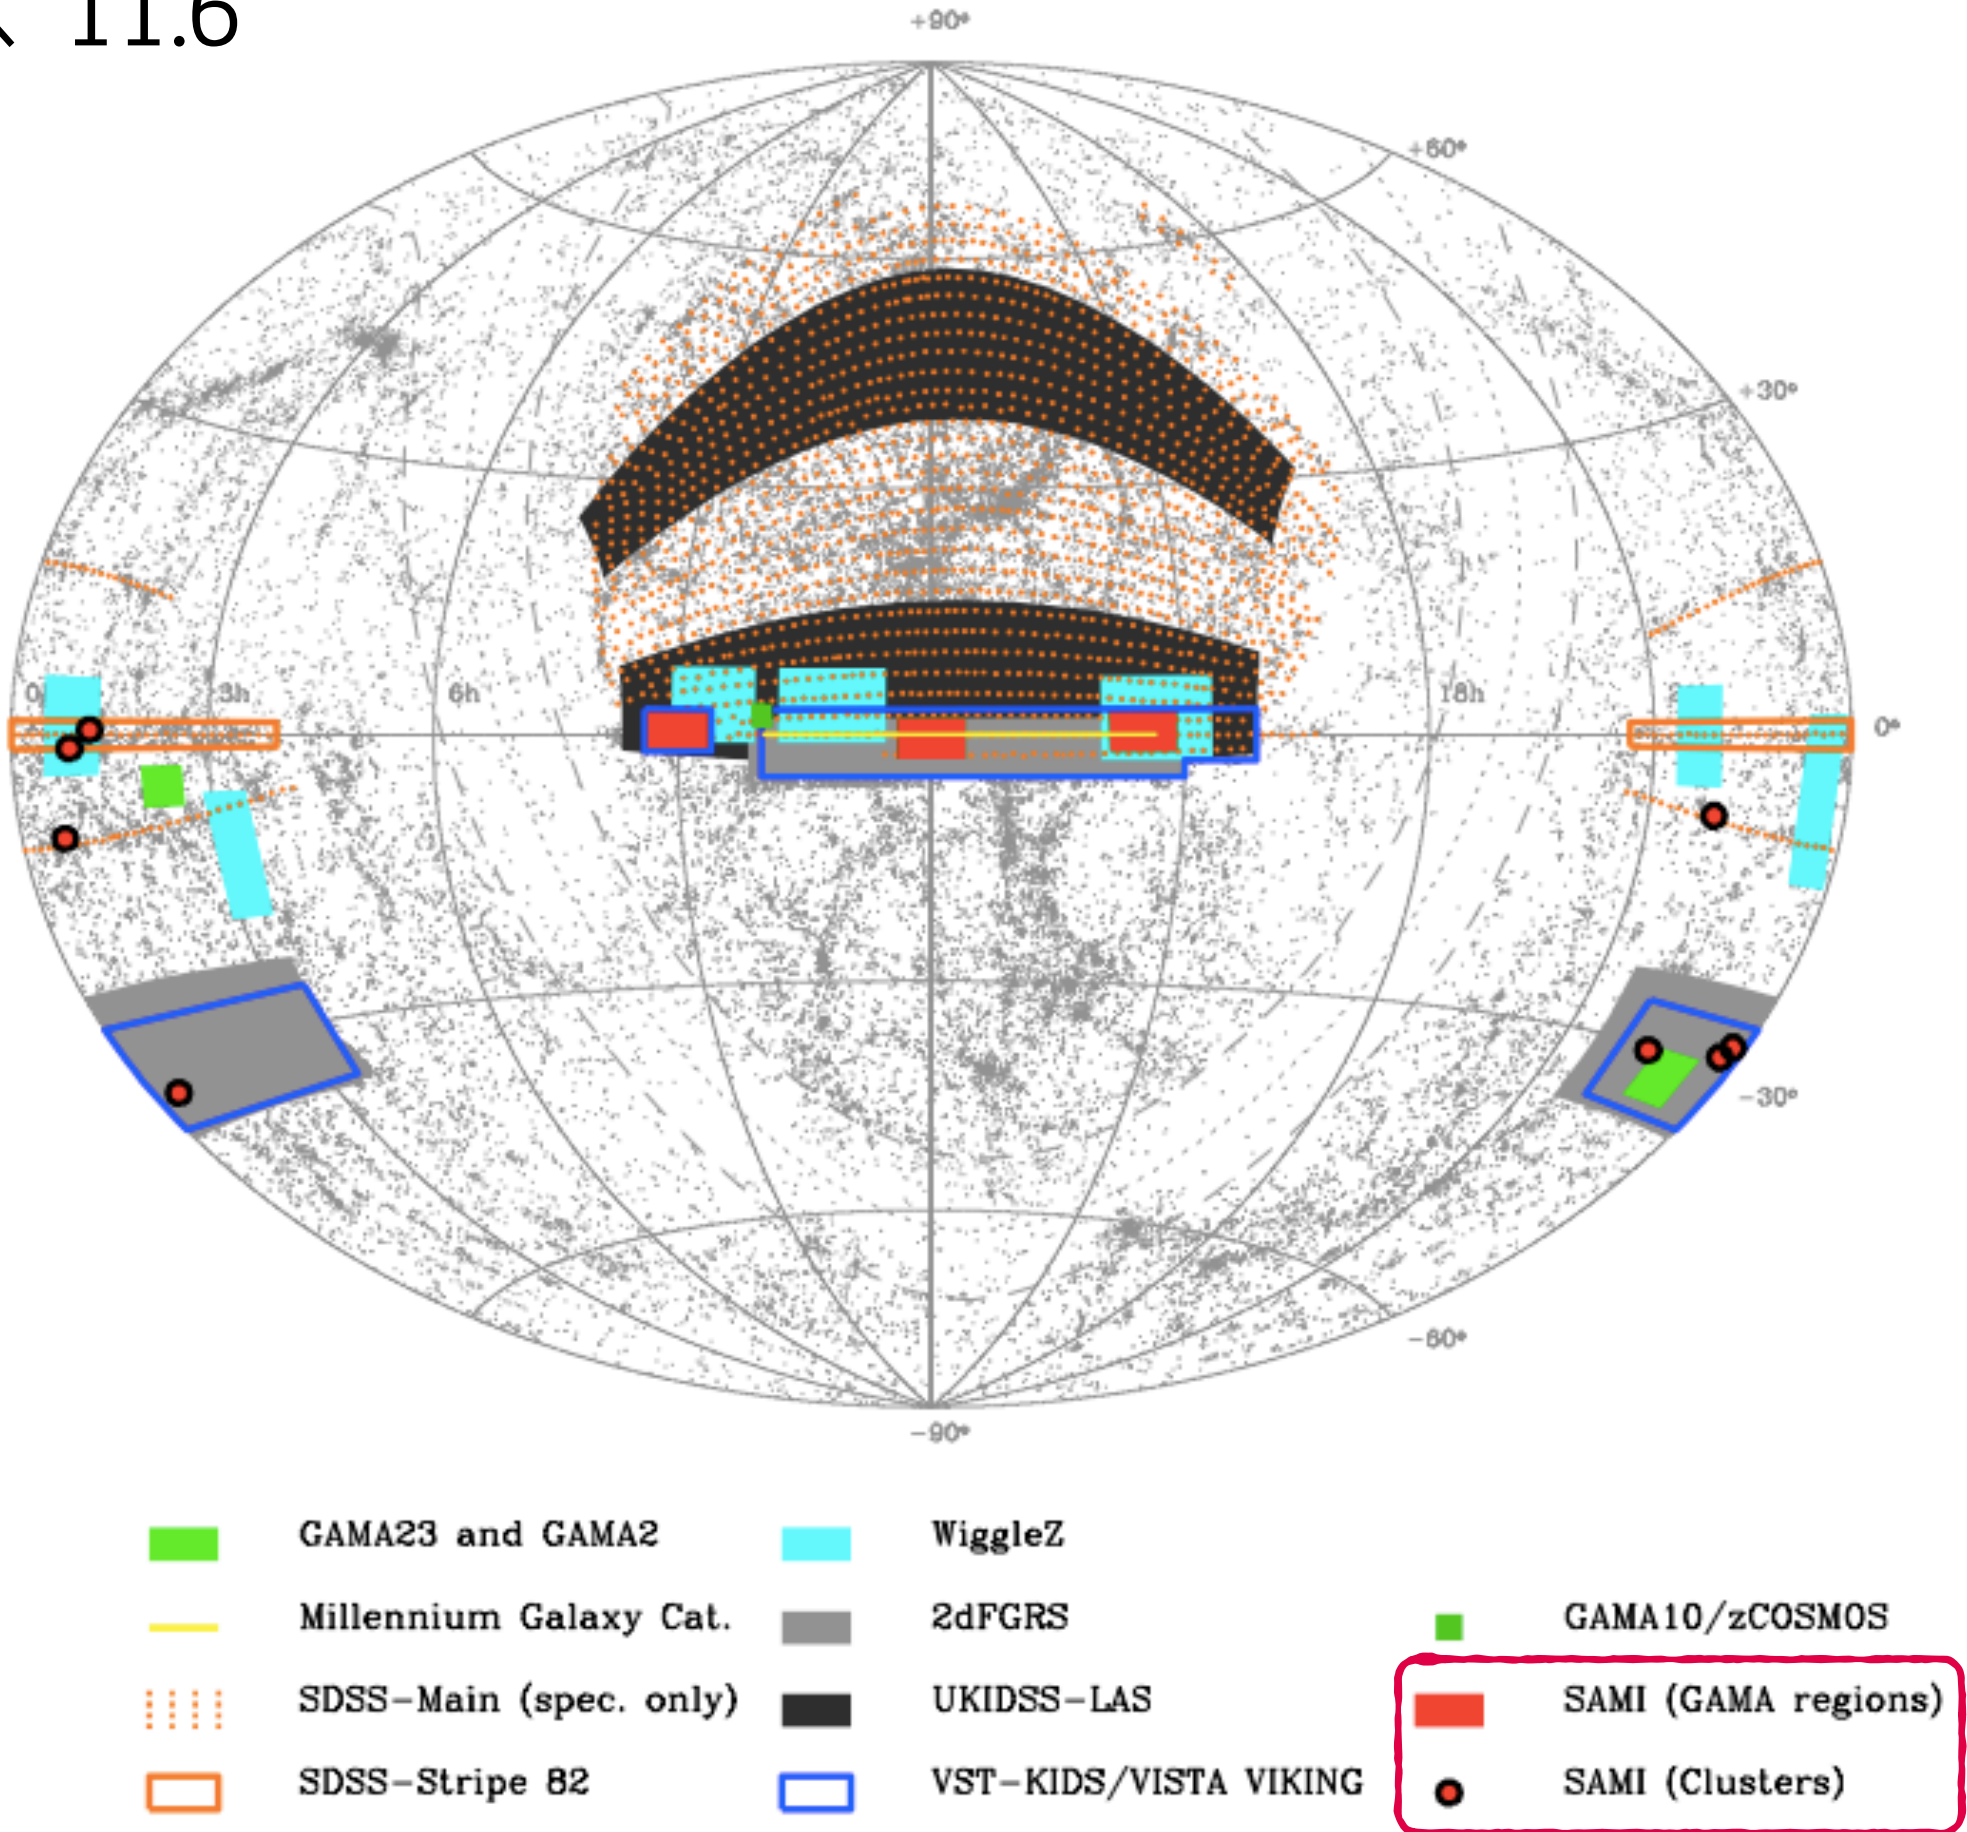 11.6
+90°
+60°
+30°
0
3h
6h
18h
0°
-30°
-60°
-90°
GAMA23 and GAMA2
WiggleZ
Millennium Galaxy Cat.
2dFGRS
GAMA10/zCOSMOS
SDSS-Main (spec. only)
UKIDSS-LAS
SAMI (GAMA regions)
SDSS-Stripe 82
VST-KIDS/VISTA VIKING
SAMI (Clusters)